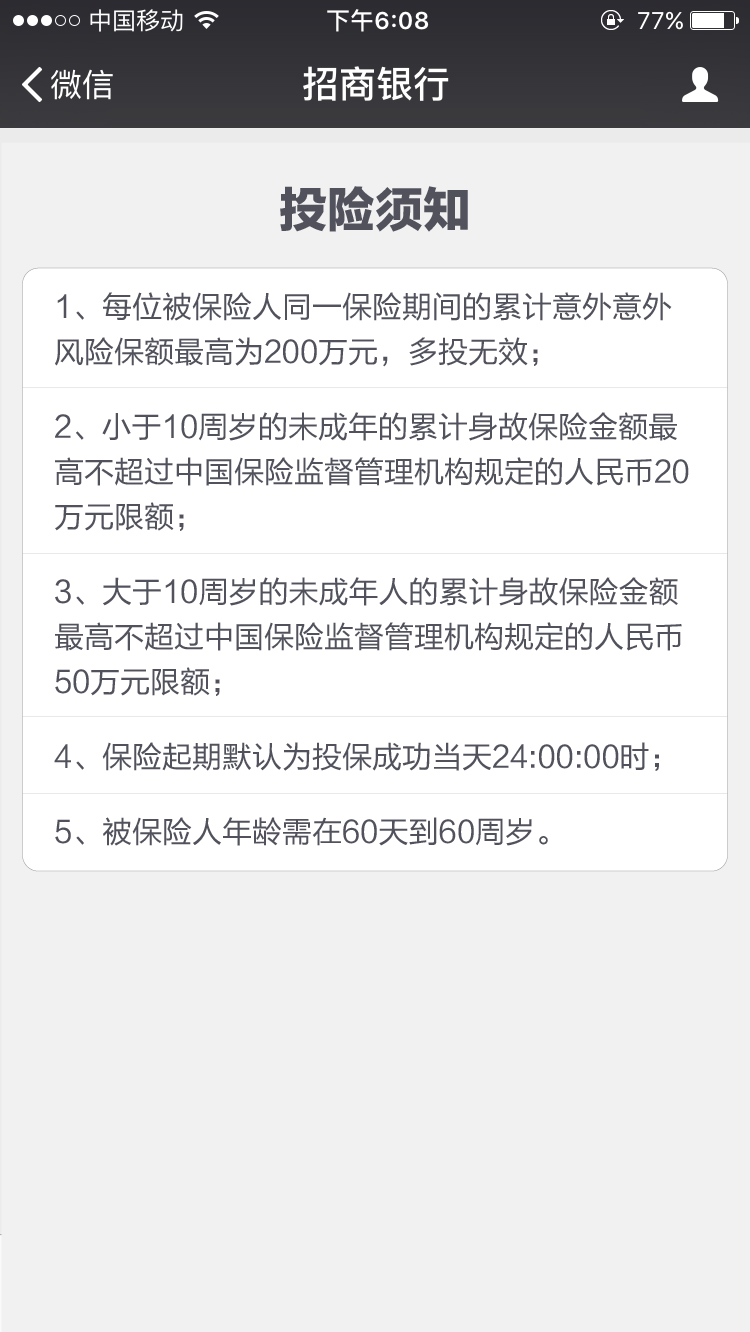 中国移动 下午6:08 77%
微信 招商银行
投险须知
1、每位被保险人同一保险期间的累计意外意外
风险保额最高为200万元，多投无效；
2、小于10周岁的未成年的累计身故保险金额最
高不超过中国保险监督管理机构规定的人民币20
万元限额；
3、大于10周岁的未成年人的累计身故保险金额
最高不超过中国保险监督管理机构规定的人民币
50万元限额；
4、保险起期默认为投保成功当天24:00:00时；
5、被保险人年龄需在60天到60周岁。